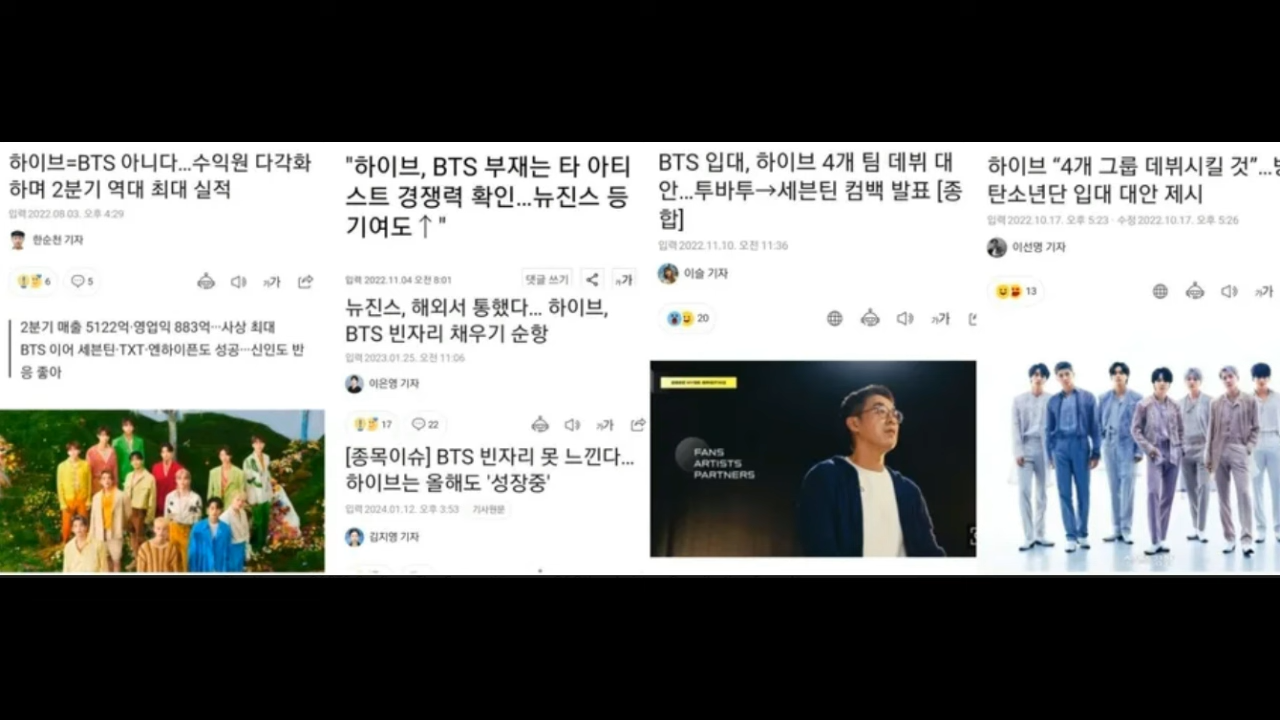 하이브=BTS 아니다...수익원 다각화
하며 2분기 역대 최대 실적
입력 2022.08.03. 오후 4:29
한순천 기자
6
5
가
2분기 매출 5122억·영업익 883억…사상 최대
BTS 이어 세븐틴·TXT·엔하이픈도 성공…신인도 반
응 좋아
"하이브, BTS 부재는 타 아티
스트 경쟁력 확인...뉴진스 등
기여도↑"
입력 2022.11.04 오전 8:01
댓글 쓰기
가
뉴진스, 해외서 통했다... 하이브,
BTS 빈자리 채우기 순항
입력 2023.01.25. 오전 11:06
이은영 기자
17
22
가
[종목이슈] BTS 빈자리 못 느낀다...
하이브는 올해도 '성장중'
입력 2024.01.12. 오후 3:53
기사원문
김지영 기자
BTS 입대, 하이브 4개 팀 데뷔 대
안...투바투→세븐틴 컴백 발표 [종
합]
입력 2022.11.10. 오전 11:36
이슬 기자
20
가
FANS
ARTISTS
PARTNERS
하이브 “4개 그룹 데뷔시킬 것”...
탄소년단 입대 대안 제시
입력 2022.10.17. 오후 5:23 · 수정 2022.10.17. 오후 5:26
이선명 기자
13
가